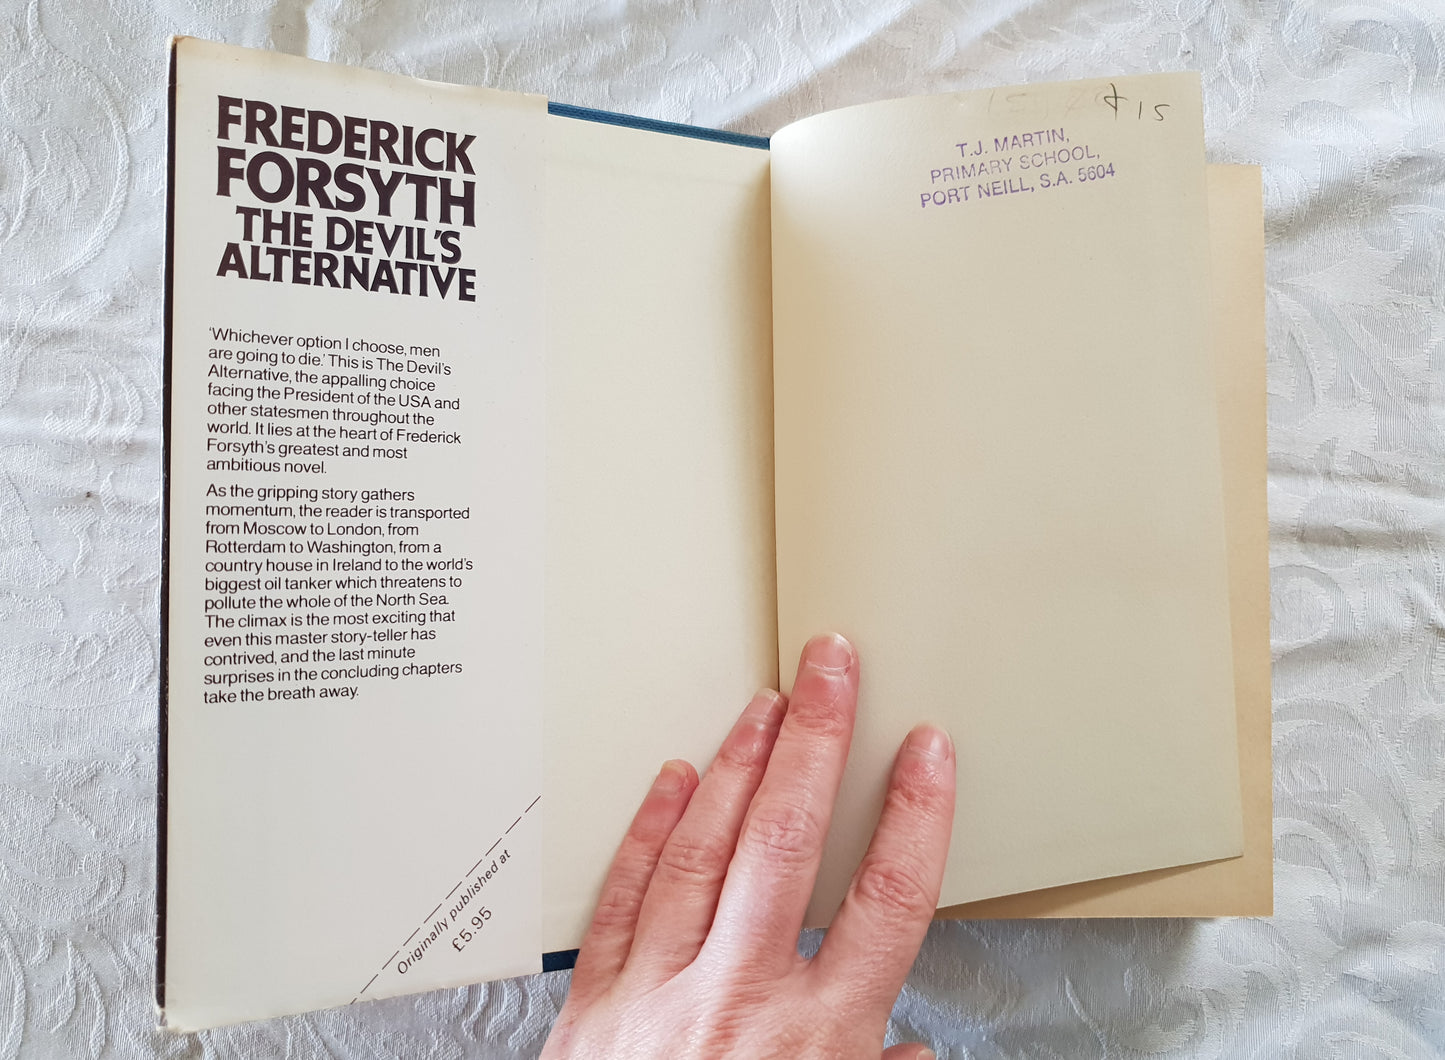 FREDERICK
FORSYTH
THE DEVIL'S
ALTERNATIVE
'Whichever option I choose, men
are going to die.' This is The Devil's
Alternative, the appalling choice
facing the President of the USA and
other statesmen throughout the
world. It lies at the heart of Frederick
Forsyth's greatest and most
ambitious novel.
As the gripping story gathers
momentum, the reader is transported
from Moscow to London, from
Rotterdam to Washington, from a
country house in Ireland to the world's
biggest oil tanker which threatens to
pollute the whole of the North Sea.
The climax is the most exciting that
even this master story-teller has
contrived, and the last minute
surprises in the concluding chapters
take the breath away.
Originally published at
£5.95
15
T.J. MARTIN,
PRIMARY SCHOOL,
PORT NEILL, S.A. 5604